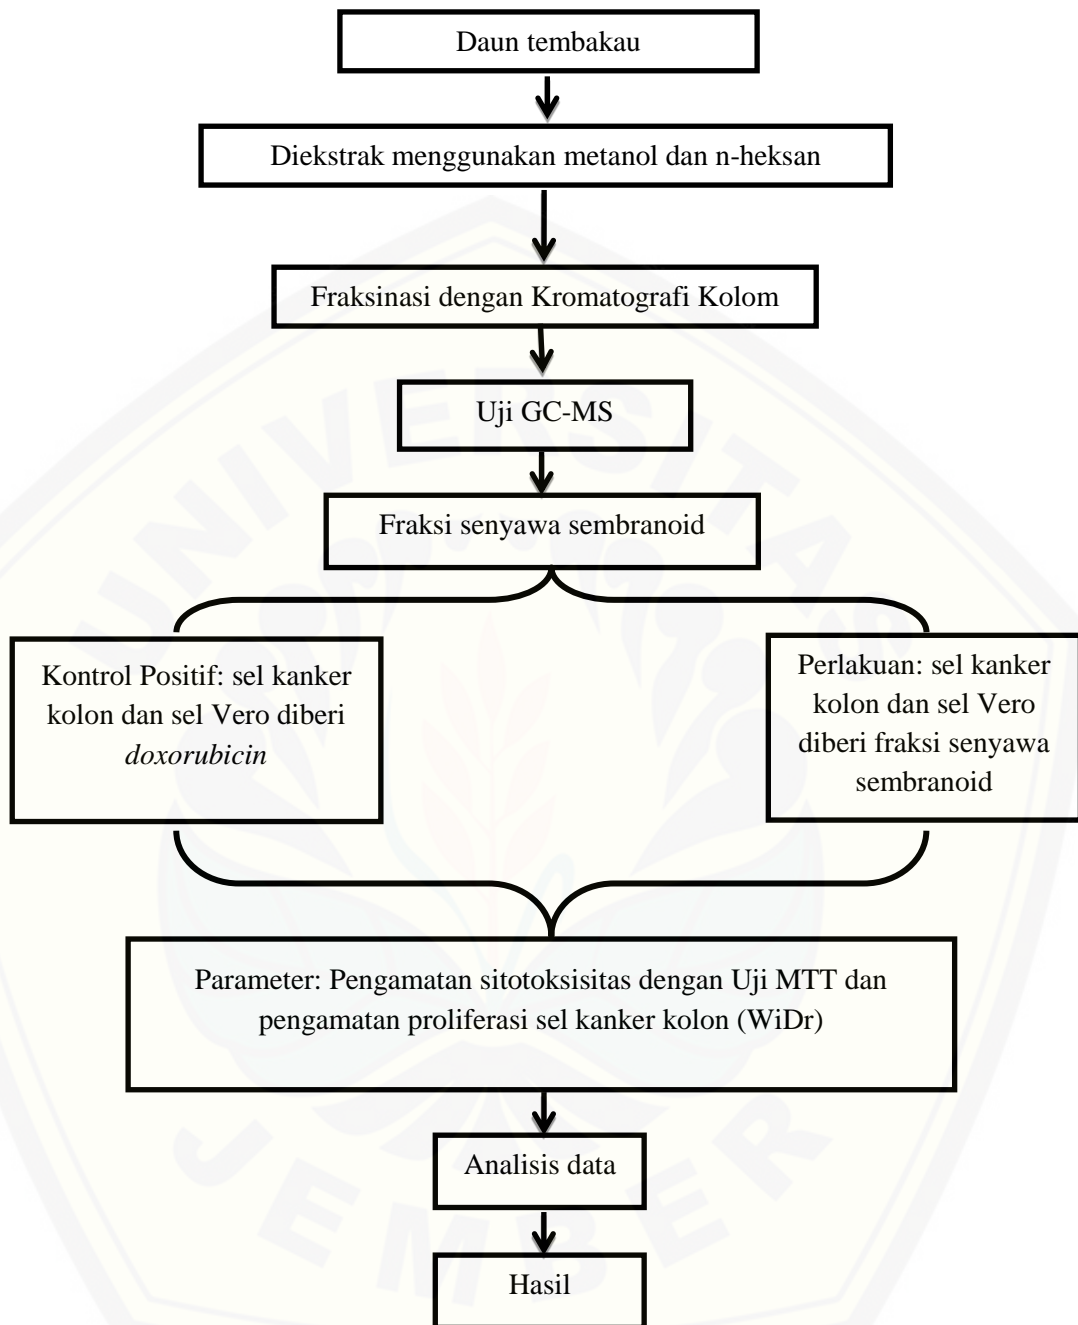 Daun tembakau
Diekstrak menggunakan metanol dan n-heksan
Fraksinasi dengan Kromatografi Kolom
Uji GC-MS
Fraksi senyawa sembranoid
Kontrol Positif: sel kanker
kolon dan sel Vero diberi
doxorubicin
Perlakuan: sel kanker
kolon dan sel Vero
diberi fraksi senyawa
sembranoid
Parameter: Pengamatan sitotoksisitas dengan Uji MTT dan
pengamatan proliferasi sel kanker kolon (WiDr)
Analisis data
Hasil
UNIVERSITAS
JEMBER